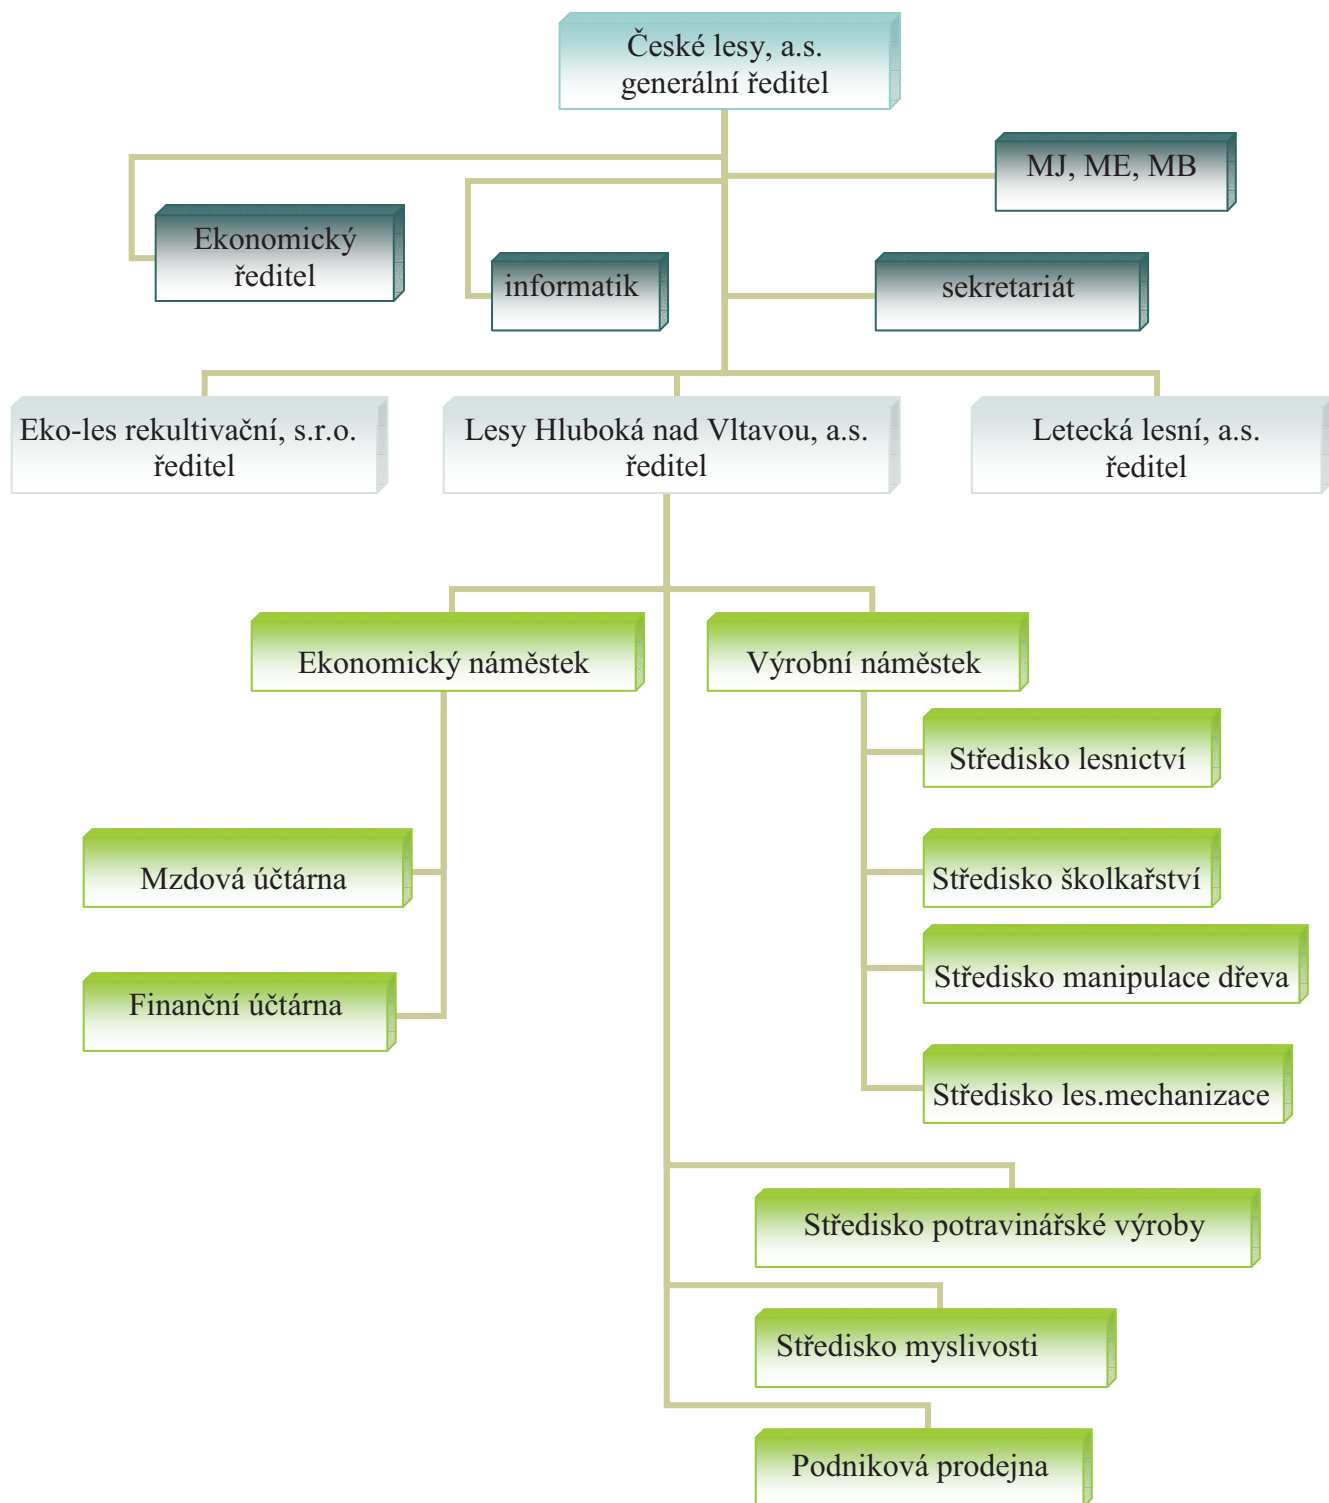 České lesy, a.s.
generální ředitel
MJ, ME, MB
Ekonomický
ředitel
informatik
sekretariát
Eko-les rekultivační, s.r.o.
ředitel
Lesy Hluboká nad Vltavou, a.s.
ředitel
Letecká lesní, a.s.
ředitel
Ekonomický náměstek
Výrobní náměstek
Středisko lesnictví
Mzdová účtárna
Středisko školkařství
Středisko manipulace dřeva
Finanční účtárna
Středisko les.mechanizace
Středisko potravinářské výroby
Středisko myslivosti
Podniková prodejna